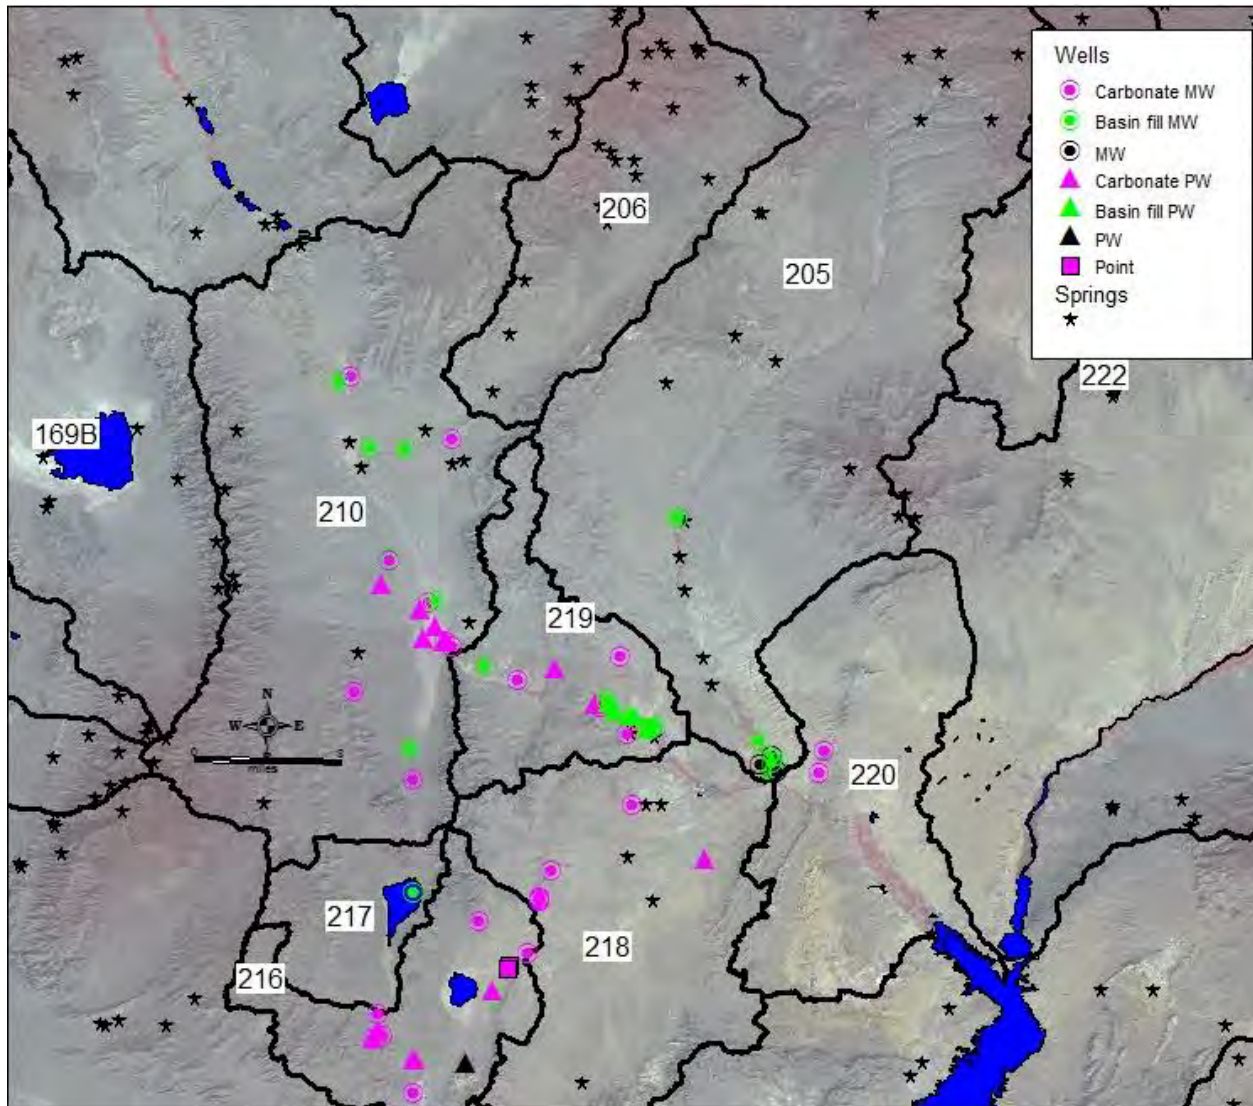 Wells
Carbonate MW
Basin fill MW
MW
Carbonate PW
Basin fill PW
PW
Point
Springs
206
205
222
169B
210
219
N
W E
S
miles
220
217
218
216